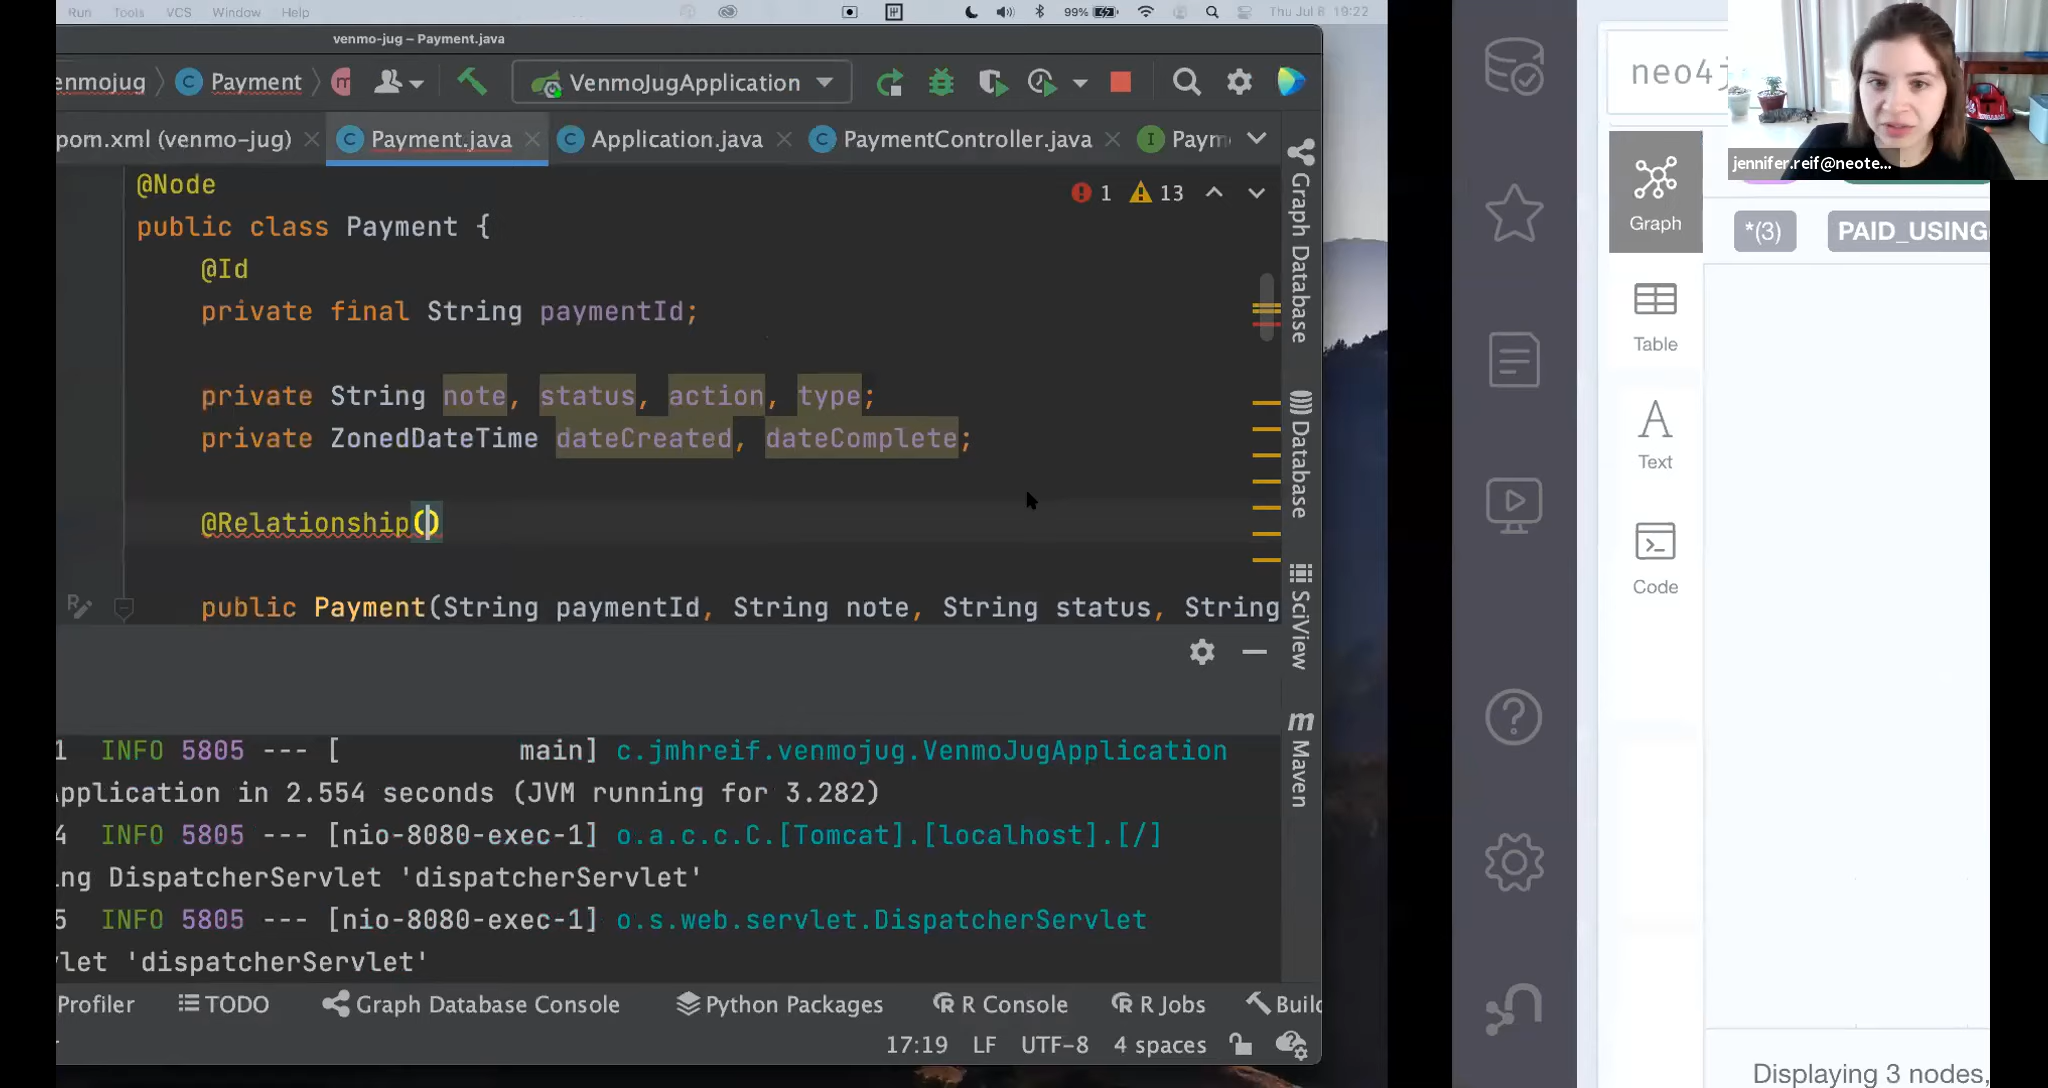 Run Tools VCS Window Help 99% Thu Jul 8 19:22
venmo-jug – Payment.java
enmojug Payment m VenmoJugApplication
pom.xml (venmo-jug) Payment.java Application.java PaymentController.java Paym
@Node
1 13
public class Payment {
@Id
private final String paymentId;
private String note, status, action, type;
private ZonedDateTime dateCreated, dateComplete;
@Relationship()
public Payment(String paymentId, String note, String status, String
Graph Database
Database
SciView
Maven
1 INFO 5805 --- [ main] c.jmhreif.venmojug.VenmoJugApplication
pplication in 2.554 seconds (JVM running for 3.282)
4 INFO 5805 --- [nio-8080-exec-1] o.a.c.c.C.[Tomcat].[localhost].[/]
ng DispatcherServlet 'dispatcherServlet'
5 INFO 5805 --- [nio-8080-exec-1] o.s.web.servlet.DispatcherServlet
vlet 'dispatcherServlet'
Profiler TODO Graph Database Console Python Packages R Console R Jobs Build
17:19 LF UTF-8 4 spaces
neo4j
jennifer.reif@neote...
Graph
*(3) PAID_USING
Table
Text
Code
Displaying 3 nodes,